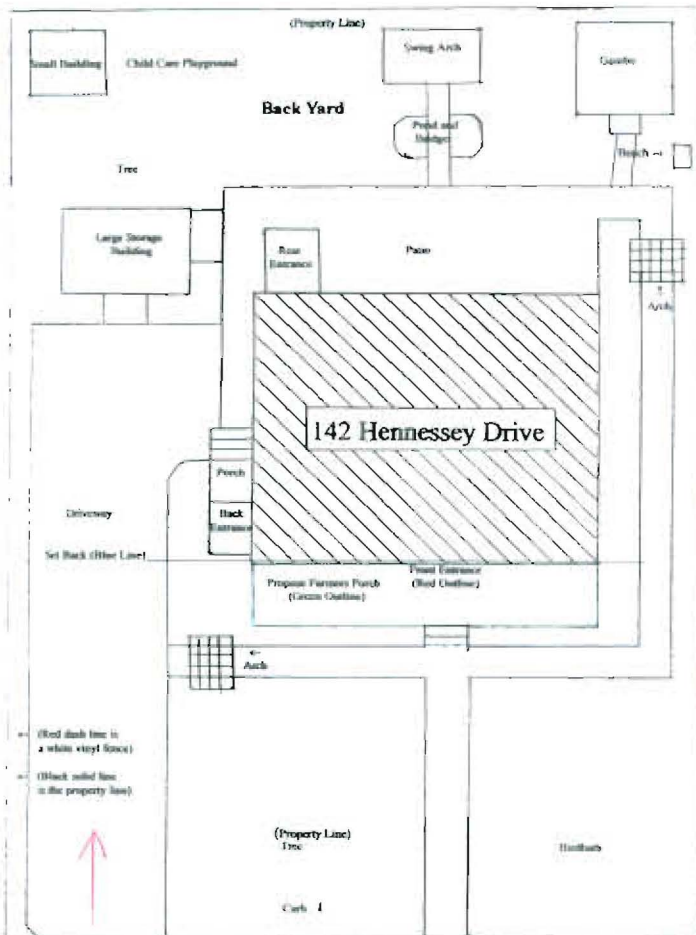 (Property Line)
Small Building
Child Care Playground
Swing Arch
Gazebo
Back Yard
Pond and
Bridge
Bench →
Tree
Large Storage
Building
Rear
Entrance
Patio
↑
Arch
142 Hennessey Drive
Porch
Driveway
Back
Entrance
Set Back (Blue Line)
Propose Farmers Porch
(Green Outline)
Front Entrance
(Red Outline)
←
Arch
← (Red dash line is
a white vinyl fence)
← (Black solid line
is the property line)
(Property Line)
Tree
Curb ↓